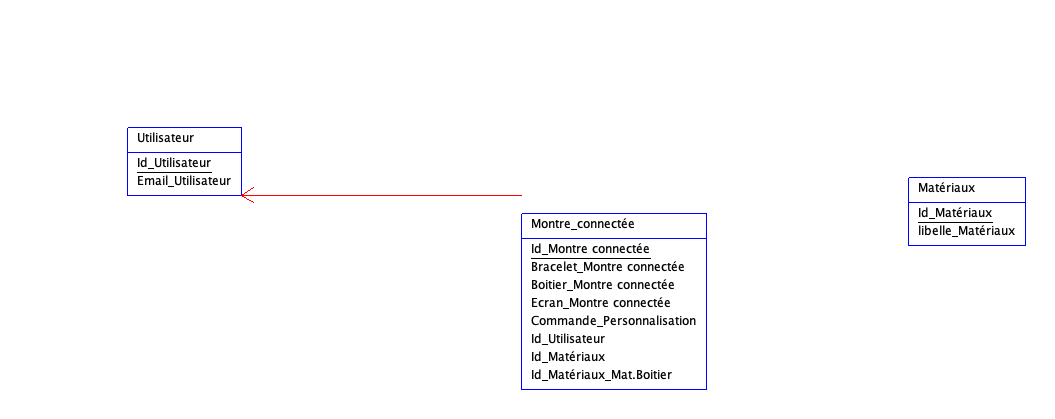 Utilisateur
Id_Utilisateur
Email_Utilisateur
Montre_connectée
Id_Montre connectée
Bracelet_Montre connectée
Boitier_Montre connectée
Ecran_Montre connectée
Commande_Personnalisation
Id_Utilisateur
Id_Matériaux
Id_Matériaux_Mat.Boitier
Matériaux
Id_Matériaux
libelle_Matériaux